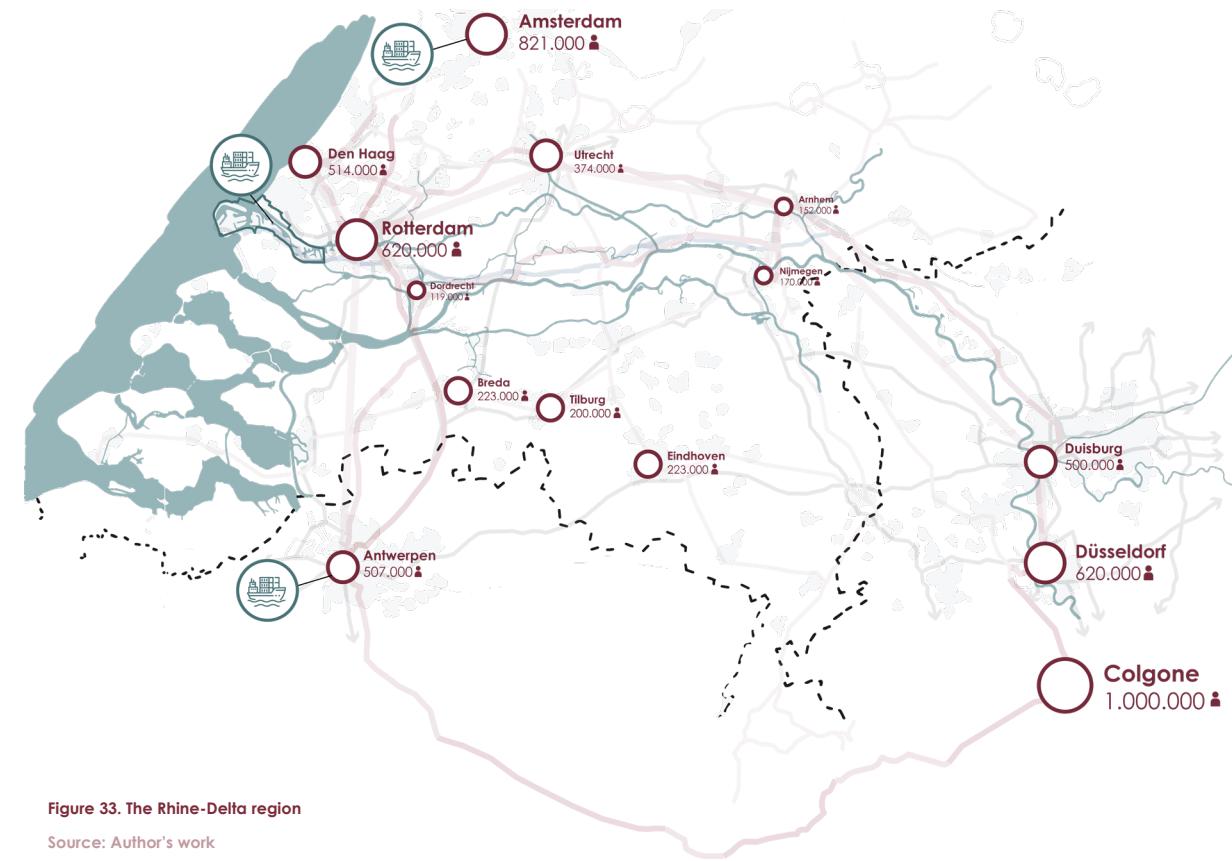 Amsterdam
821.000
Den Haag
514.000
Utrecht
374.000
Arnhem
152.000
Rotterdam
620.000
Nijmegen
170.000
Dordrecht
119.000
Breda
223.000
Tilburg
200.000
Eindhoven
223.000
Duisburg
500.000
Antwerpen
507.000
Düsseldorf
620.000
Colgone
1.000.000
Figure 33. The Rhine-Delta region
Source: Author's work